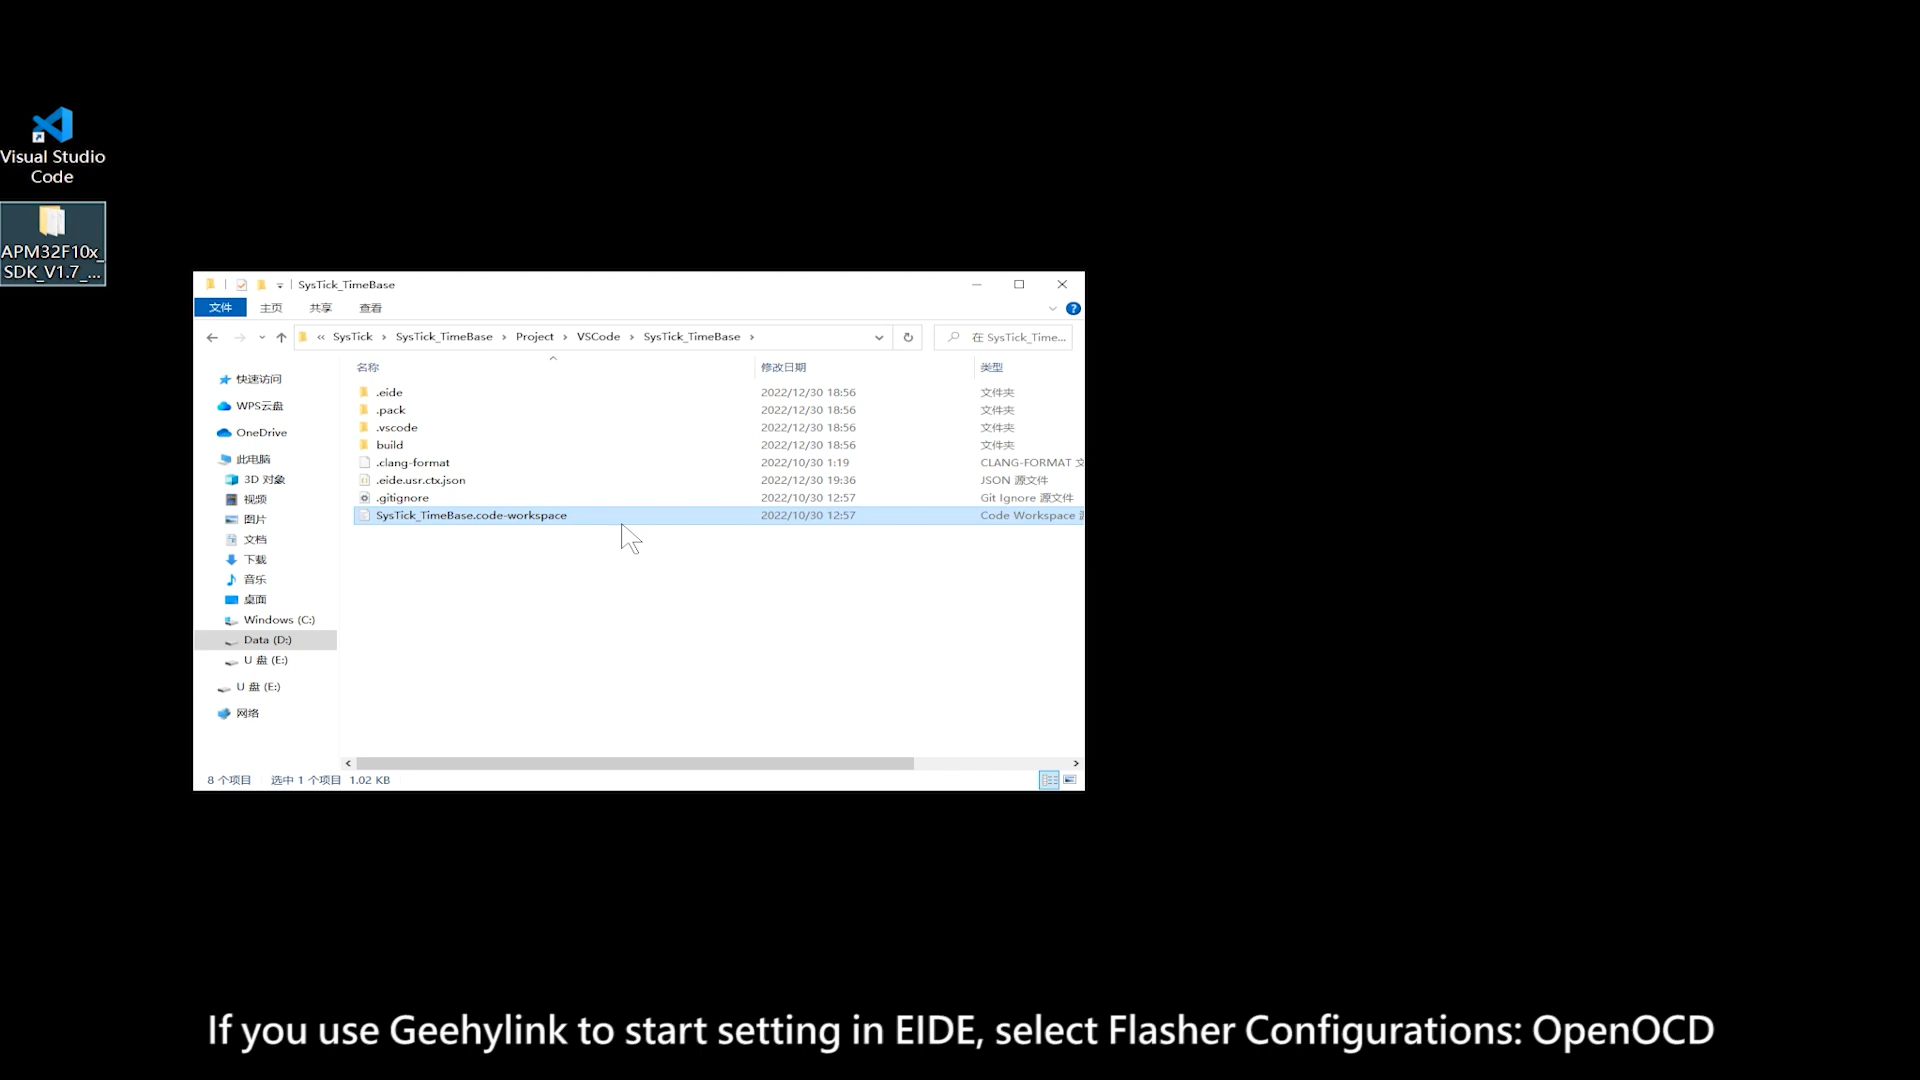 Visual Studio
Code
APM32F10x_
SDK_V1.7_...
SysTick_TimeBase
文件 主页 共享 查看
« SysTick › SysTick_TimeBase › Project › VSCode › SysTick_TimeBase ›
在 SysTick_Time...
名称 修改日期 类型
快速访问
WPS云盘
OneDrive
此电脑
3D 对象
视频
图片
文档
下载
音乐
桌面
Windows (C:)
Data (D:)
U 盘 (E:)
U 盘 (E:)
网络
.eide 2022/12/30 18:56 文件夹
.pack 2022/12/30 18:56 文件夹
.vscode 2022/12/30 18:56 文件夹
build 2022/12/30 18:56 文件夹
.clang-format 2022/10/30 1:19 CLANG-FORMAT 文
.eide.usr.ctx.json 2022/12/30 19:36 JSON 源文件
.gitignore 2022/10/30 12:57 Git Ignore 源文件
SysTick_TimeBase.code-workspace 2022/10/30 12:57 Code Workspace
8 个项目 选中 1 个项目 1.02 KB
If you use Geehylink to start setting in EIDE, select Flasher Configurations: OpenOCD